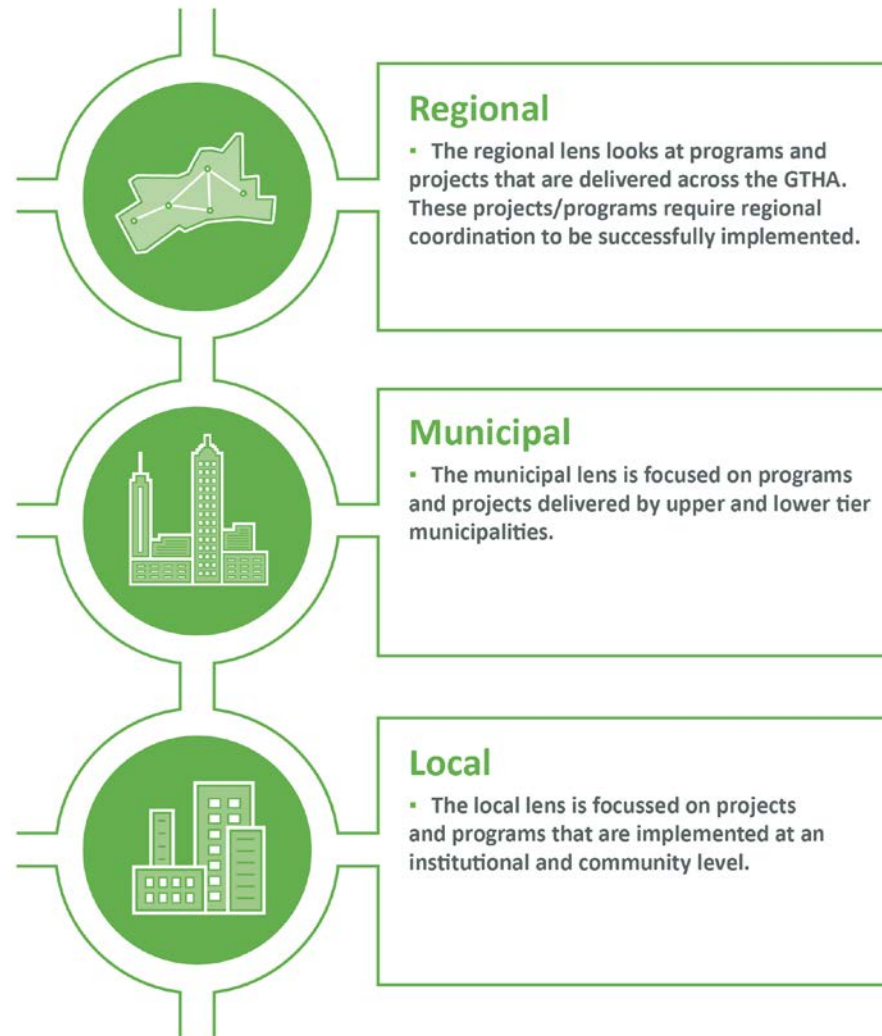 Regional
▪ The regional lens looks at programs and
projects that are delivered across the GTHA.
These projects/programs require regional
coordination to be successfully implemented.
Municipal
▪ The municipal lens is focused on programs
and projects delivered by upper and lower tier
municipalities.
Local
▪ The local lens is focussed on projects
and programs that are implemented at an
institutional and community level.